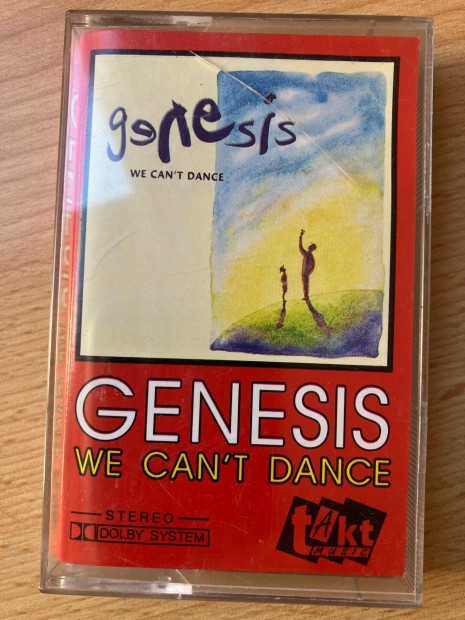 genesis
WE CAN'T DANCE
GENESIS
WE CAN'T DANCE
STEREO
DOLBY SYSTEM
tAkt
MUSIC